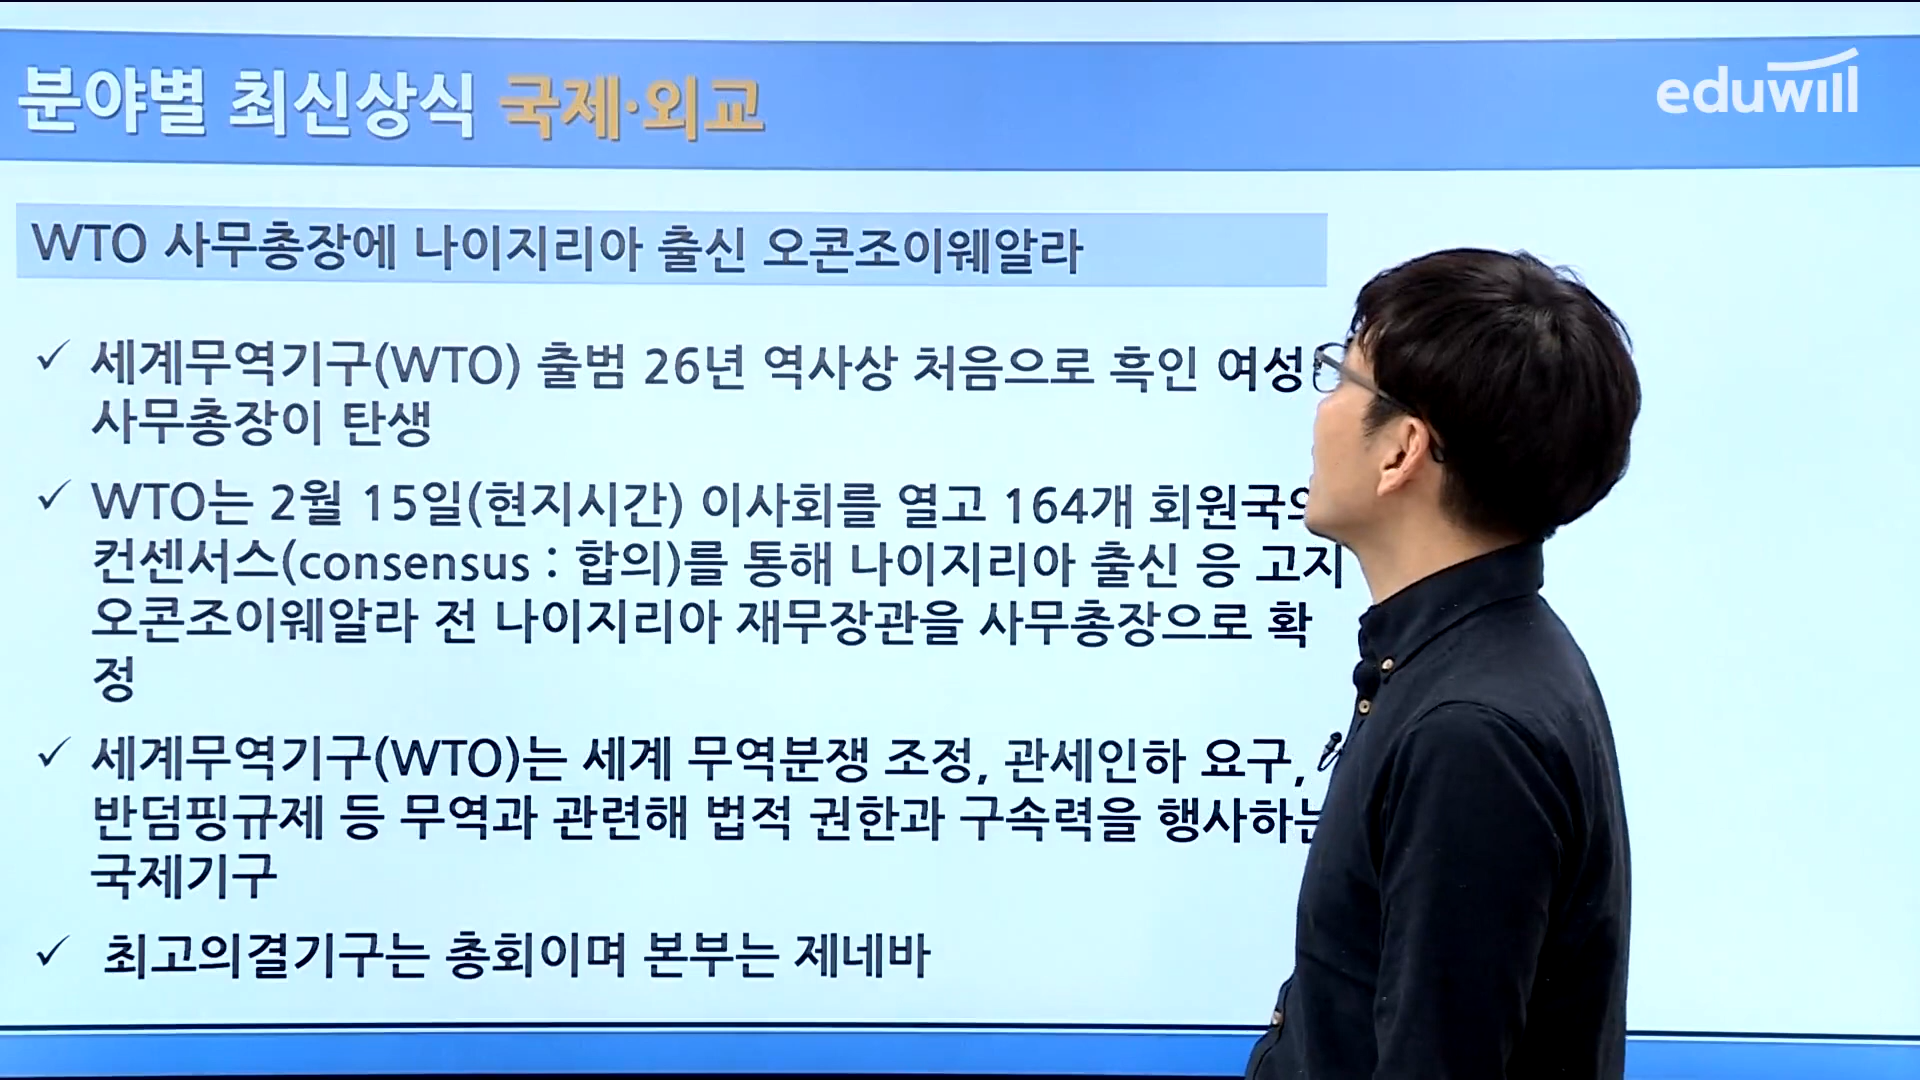 분야별 최신상식 국제·외교
eduwill
WTO 사무총장에 나이지리아 출신 오콘조이웨알라
✓ 세계무역기구(WTO) 출범 26년 역사상 처음으로 흑인 여성
사무총장이 탄생
✓ WTO는 2월 15일(현지시간) 이사회를 열고 164개 회원국의
컨센서스(consensus : 합의)를 통해 나이지리아 출신 응 고지
오콘조이웨알라 전 나이지리아 재무장관을 사무총장으로 확
정
✓ 세계무역기구(WTO)는 세계 무역분쟁 조정, 관세인하 요구,
반덤핑규제 등 무역과 관련해 법적 권한과 구속력을 행사하는
국제기구
✓ 최고의결기구는 총회이며 본부는 제네바